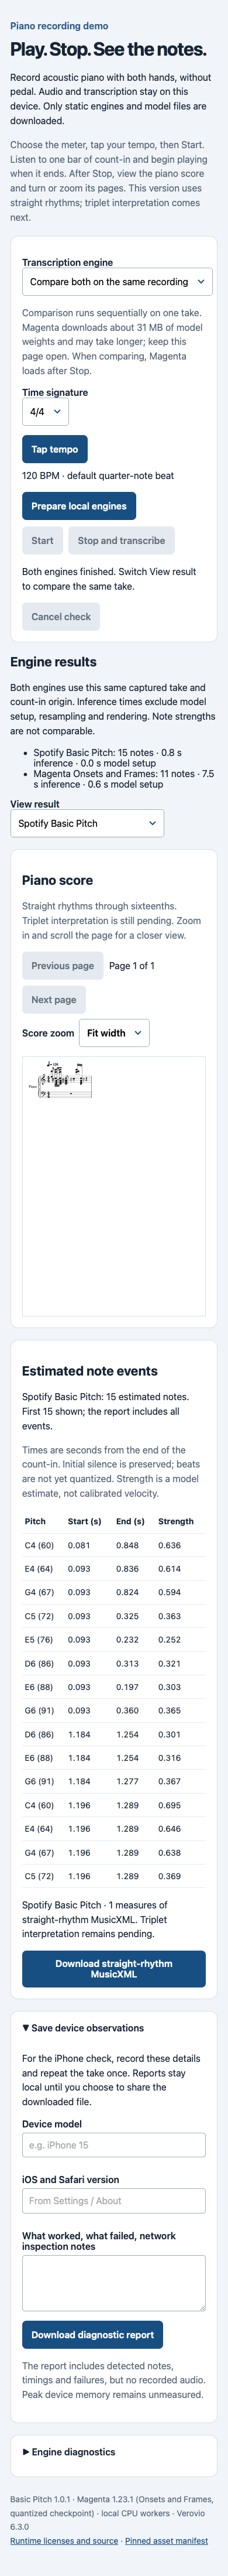 Piano recording demo
Play. Stop. See the notes.
Record acoustic piano with both hands, without
pedal. Audio and transcription stay on this
device. Only static engines and model files are
downloaded.
Choose the meter, tap your tempo, then Start.
Listen to one bar of count-in and begin playing
when it ends. After Stop, view the piano score
and turn or zoom its pages. This version uses
straight rhythms; triplet interpretation comes
next.
Transcription engine
Compare both on the same recording
Comparison runs sequentially on one take.
Magenta downloads about 31 MB of model
weights and may take longer; keep this
page open. When comparing, Magenta
loads after Stop.
Time signature
4/4
Tap tempo
120 BPM · default quarter-note beat
Prepare local engines
Start
Stop and transcribe
Both engines finished. Switch View result
to compare the same take.
Cancel check
Engine results
Both engines use this same captured take and
count-in origin. Inference times exclude model
setup, resampling and rendering. Note strengths
are not comparable.
• Spotify Basic Pitch: 15 notes · 0.8 s
inference · 0.0 s model setup
• Magenta Onsets and Frames: 11 notes · 7.5
s inference · 0.6 s model setup
View result
Spotify Basic Pitch
Piano score
Straight rhythms through sixteenths.
Triplet interpretation is still pending. Zoom
in and scroll the page for a closer view.
Previous page
Page 1 of 1
Next page
Score zoom
Fit width
Estimated note events
Spotify Basic Pitch: 15 estimated notes.
First 15 shown; the report includes all
events.
Times are seconds from the end of the
count-in. Initial silence is preserved; beats
are not yet quantized. Strength is a model
estimate, not calibrated velocity.
Pitch Start (s) End (s) Strength
C4 (60) 0.081 0.848 0.636
E4 (64) 0.093 0.836 0.614
G4 (67) 0.093 0.824 0.594
C5 (72) 0.093 0.325 0.363
E5 (76) 0.093 0.232 0.252
D6 (86) 0.093 0.313 0.321
E6 (88) 0.093 0.197 0.303
G6 (91) 0.093 0.360 0.365
D6 (86) 1.184 1.254 0.301
E6 (88) 1.184 1.254 0.316
G6 (91) 1.184 1.277 0.367
C4 (60) 1.196 1.289 0.695
E4 (64) 1.196 1.289 0.646
G4 (67) 1.196 1.289 0.638
C5 (72) 1.196 1.289 0.369
Spotify Basic Pitch · 1 measures of
straight-rhythm MusicXML. Triplet
interpretation remains pending.
Download straight-rhythm
MusicXML
▼ Save device observations
For the iPhone check, record these details
and repeat the take once. Reports stay
local until you choose to share the
downloaded file.
Device model
e.g. iPhone 15
iOS and Safari version
From Settings / About
What worked, what failed, network
inspection notes
Download diagnostic report
The report includes detected notes,
timings and failures, but no recorded audio.
Peak device memory remains unmeasured.
▶ Engine diagnostics
Basic Pitch 1.0.1 · Magenta 1.23.1 (Onsets and Frames,
quantized checkpoint) · local CPU workers · Verovio
6.3.0
Runtime licenses and source · Pinned asset manifest